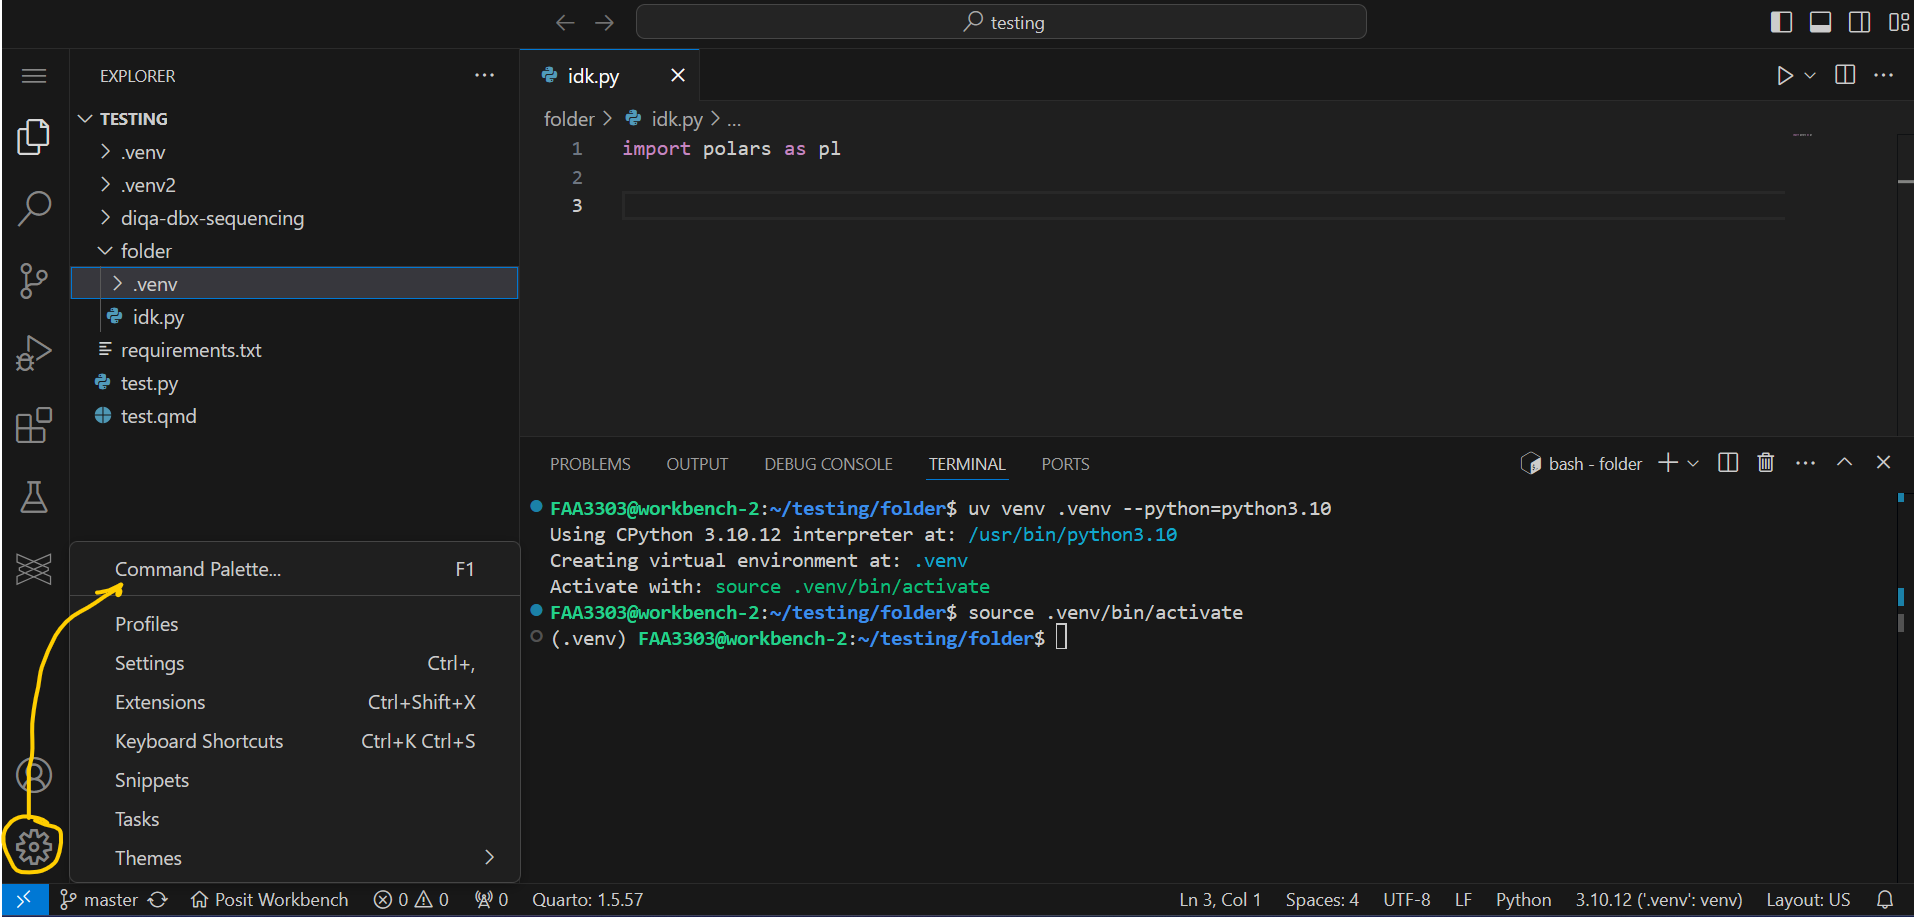 testing
EXPLORER
TESTING
.venv
.venv2
diqa-dbx-sequencing
folder
.venv
idk.py
requirements.txt
test.py
test.qmd
Command Palette... F1
Profiles
Settings Ctrl+,
Extensions Ctrl+Shift+X
Keyboard Shortcuts Ctrl+K Ctrl+S
Snippets
Tasks
Themes
idk.py
folder > idk.py > ...
1 import polars as pl
2
3
PROBLEMS OUTPUT DEBUG CONSOLE TERMINAL PORTS
bash - folder
FAA3303@workbench-2:~/testing/folder$ uv venv .venv --python=python3.10
Using CPython 3.10.12 interpreter at: /usr/bin/python3.10
Creating virtual environment at: .venv
Activate with: source .venv/bin/activate
FAA3303@workbench-2:~/testing/folder$ source .venv/bin/activate
(.venv) FAA3303@workbench-2:~/testing/folder$
master Posit Workbench 0 0 0 Quarto: 1.5.57 Ln 3, Col 1 Spaces: 4 UTF-8 LF Python 3.10.12 ('.venv': venv) Layout: US